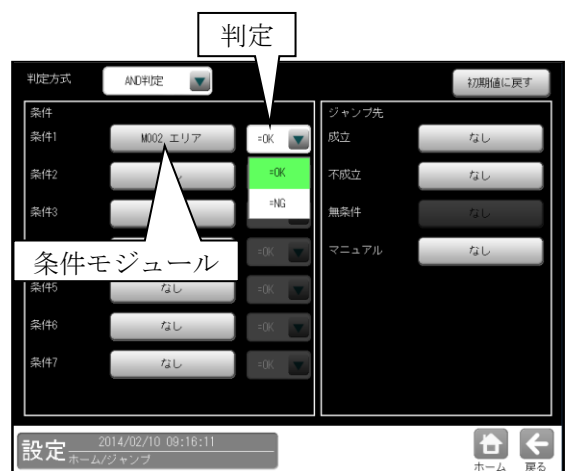 判定
判定方式 AND判定 初期値に戻す
条件 ジャンプ先
条件1 M002 エリア =OK 成立 なし
条件2 =OK 不成立 なし
条件3 =NG 無条件 なし
条件モジュール =OK マニュアル なし
条件5 なし =OK
条件6 なし =OK
条件7 なし =OK
設定 2014/02/10 09:16:11
ホーム/ジャンプ
ホーム 戻る